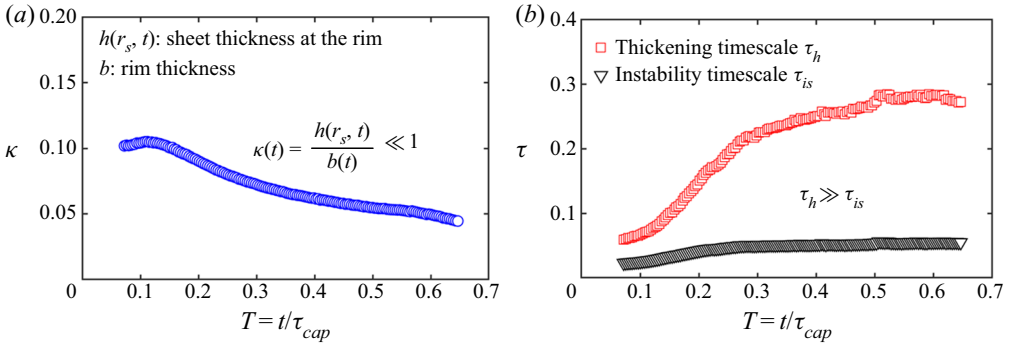 (a)
0.20
h(r_s, t): sheet thickness at the rim
b: rim thickness
κ
0.10
κ(t) = h(r_s, t) / b(t) ≪ 1
0.05
0 0.1 0.2 0.3 0.4 0.5 0.6 0.7
T = t/τ_cap
(b)
0.4
Thickening timescale τ_h
Instability timescale τ_is
0.3
τ
0.2
τ_h ≫ τ_is
0.1
0 0.1 0.2 0.3 0.4 0.5 0.6 0.7
T = t/τ_cap